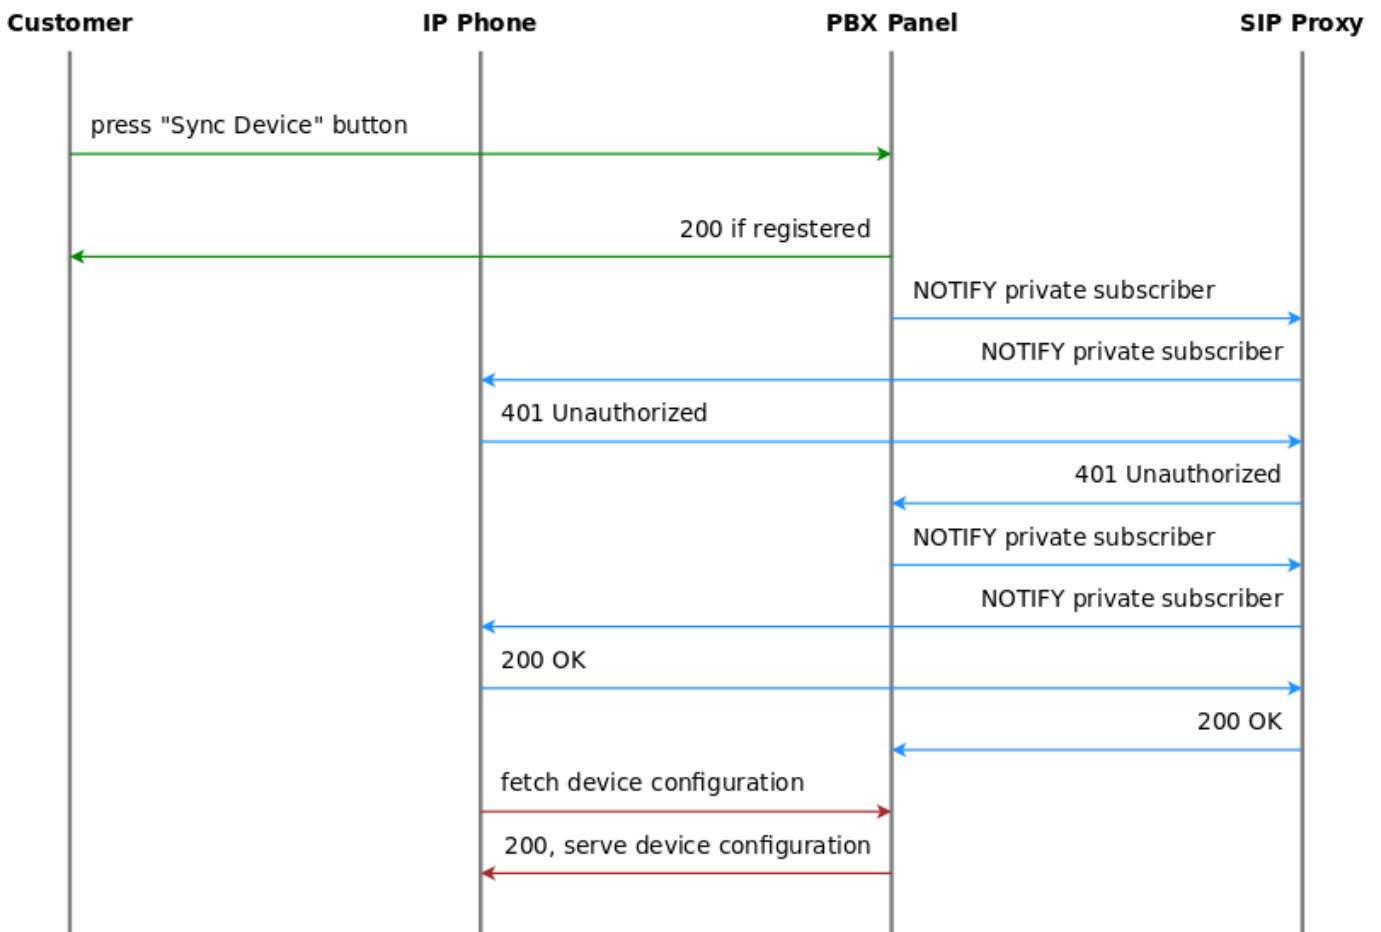 Customer IP Phone PBX Panel SIP Proxy
press "Sync Device" button
200 if registered
NOTIFY private subscriber
NOTIFY private subscriber
401 Unauthorized
401 Unauthorized
NOTIFY private subscriber
NOTIFY private subscriber
200 OK
200 OK
fetch device configuration
200, serve device configuration